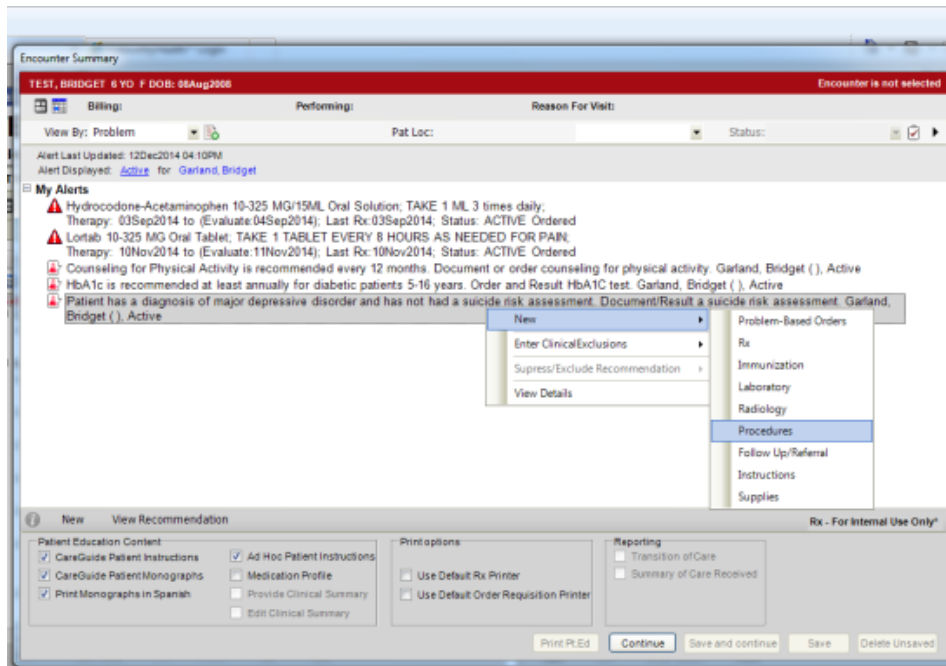 Encounter Summary
TEST, BRIDGET 6 YO F DOB: 08Aug2008 Encounter is not selected
Billing: Performing: Reason For Visit:
View By: Problem Pat Loc: Status:
Alert Last Updated: 12Dec2014 04:10PM
Alert Displayed: Active for Garland, Bridget
My Alerts
Hydrocodone-Acetaminophen 10-325 MG/15ML Oral Solution; TAKE 1 ML 3 times daily;
Therapy: 03Sep2014 to (Evaluate:04Sep2014); Last Rx:03Sep2014; Status: ACTIVE Ordered
Lortab 10-325 MG Oral Tablet; TAKE 1 TABLET EVERY 8 HOURS AS NEEDED FOR PAIN;
Therapy: 10Nov2014 to (Evaluate:11Nov2014); Last Rx:10Nov2014; Status: ACTIVE Ordered
Counseling for Physical Activity is recommended every 12 months. Document or order counseling for physical activity. Garland, Bridget ( ), Active
HbA1c is recommended at least annually for diabetic patients 5-16 years. Order and Result HbA1C test. Garland, Bridget ( ), Active
Patient has a diagnosis of major depressive disorder and has not had a suicide risk assessment. Document/Result a suicide risk assessment. Garland,
Bridget ( ), Active
New
Enter ClinicalExclusions
Supress/Exclude Recommendation
View Details
Problem-Based Orders
Rx
Immunization
Laboratory
Radiology
Procedures
Follow Up/Referral
Instructions
Supplies
New View Recommendation Rx - For Internal Use Only*
Patient Education Content Print options Reporting
CareGuide Patient Instructions Ad Hoc Patient Instructions Transition of Care
CareGuide Patient Monographs Medication Profile Use Default Rx Printer Summary of Care Received
Print Monographs in Spanish Provide Clinical Summary Use Default Order Requisition Printer
Edit Clinical Summary
Print Pt.Ed Continue Save and continue Save Delete Unsaved